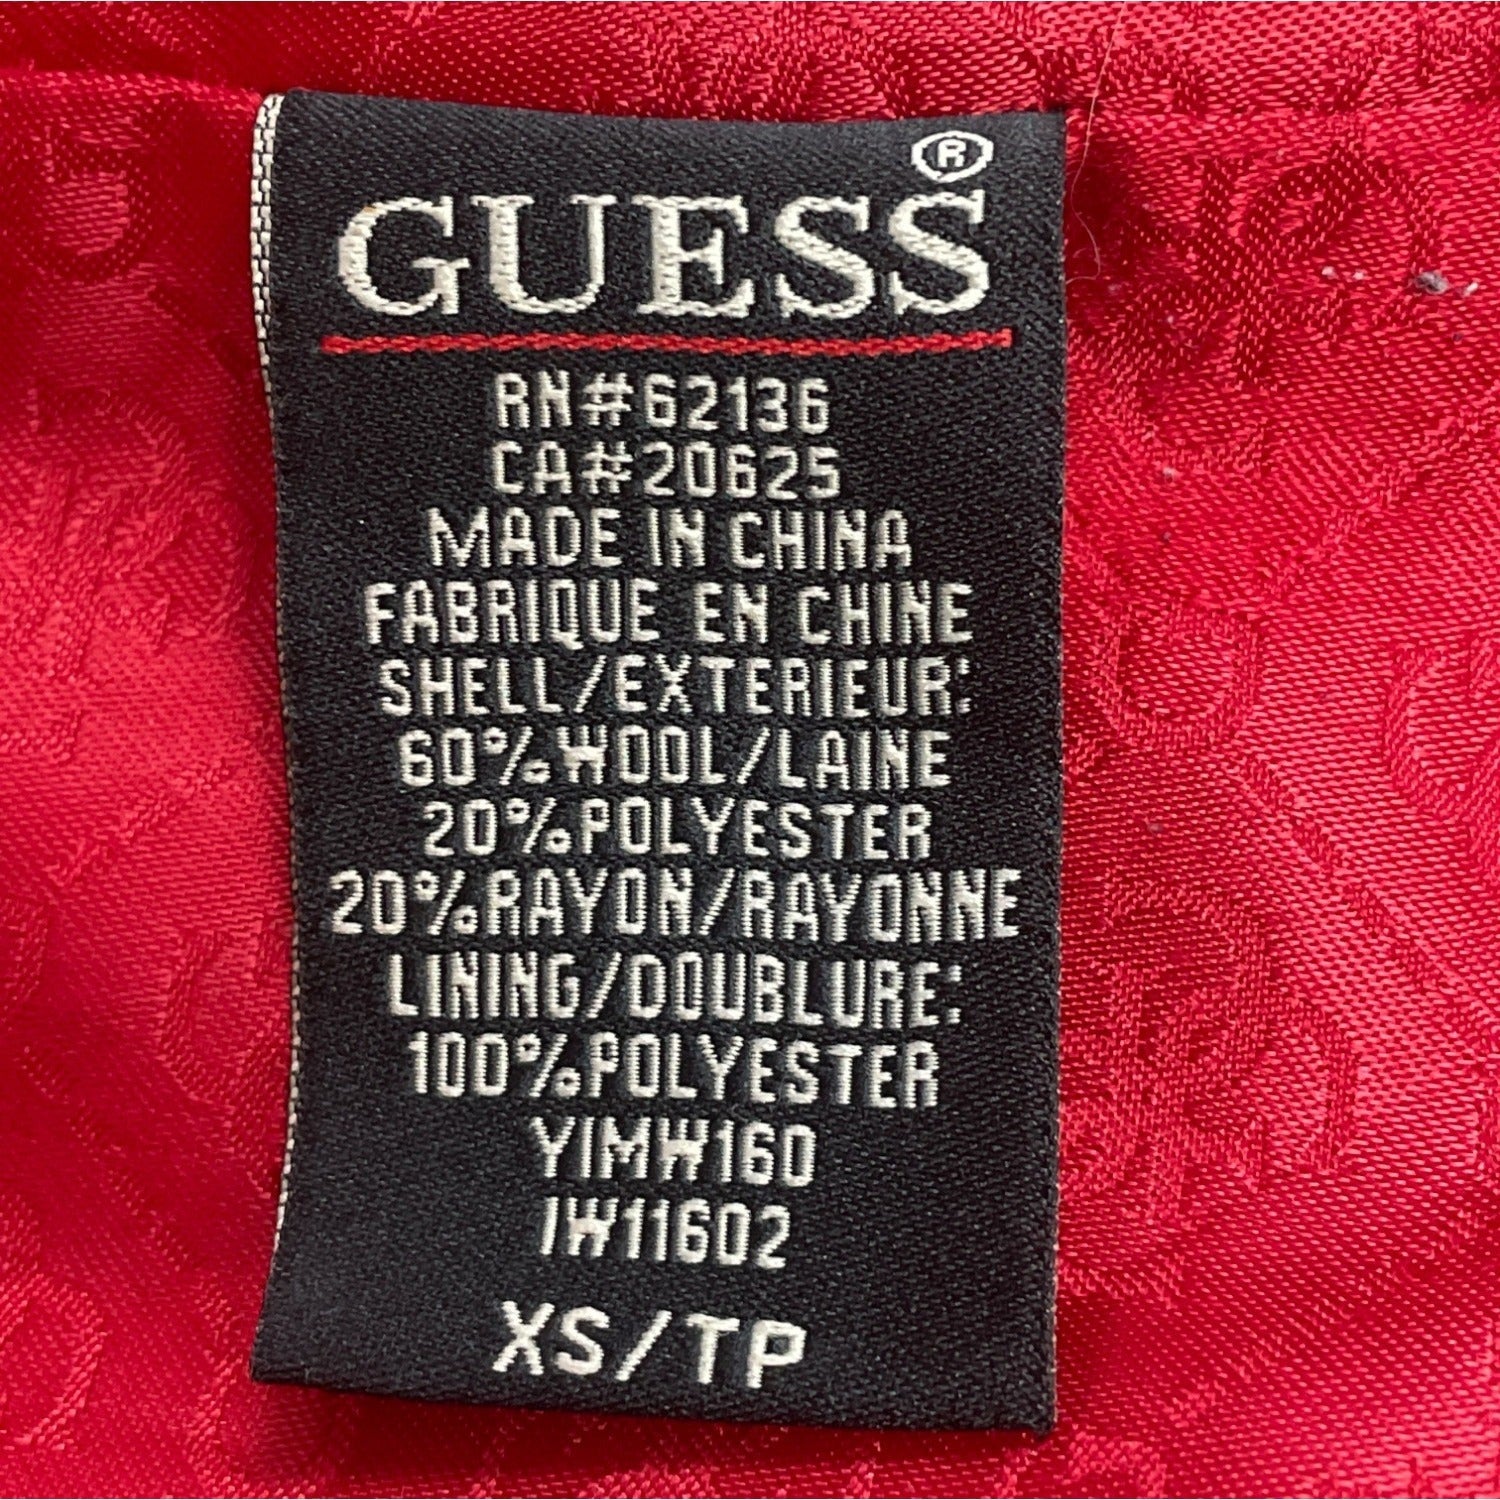 GUESS®
RN#62136
CA#20625
MADE IN CHINA
FABRIQUE EN CHINE
SHELL/EXTERIEUR:
60%WOOL/LAINE
20%POLYESTER
20%RAYON/RAYONNE
LINING/DOUBLURE:
100%POLYESTER
YIMW160
IW11602
XS/TP